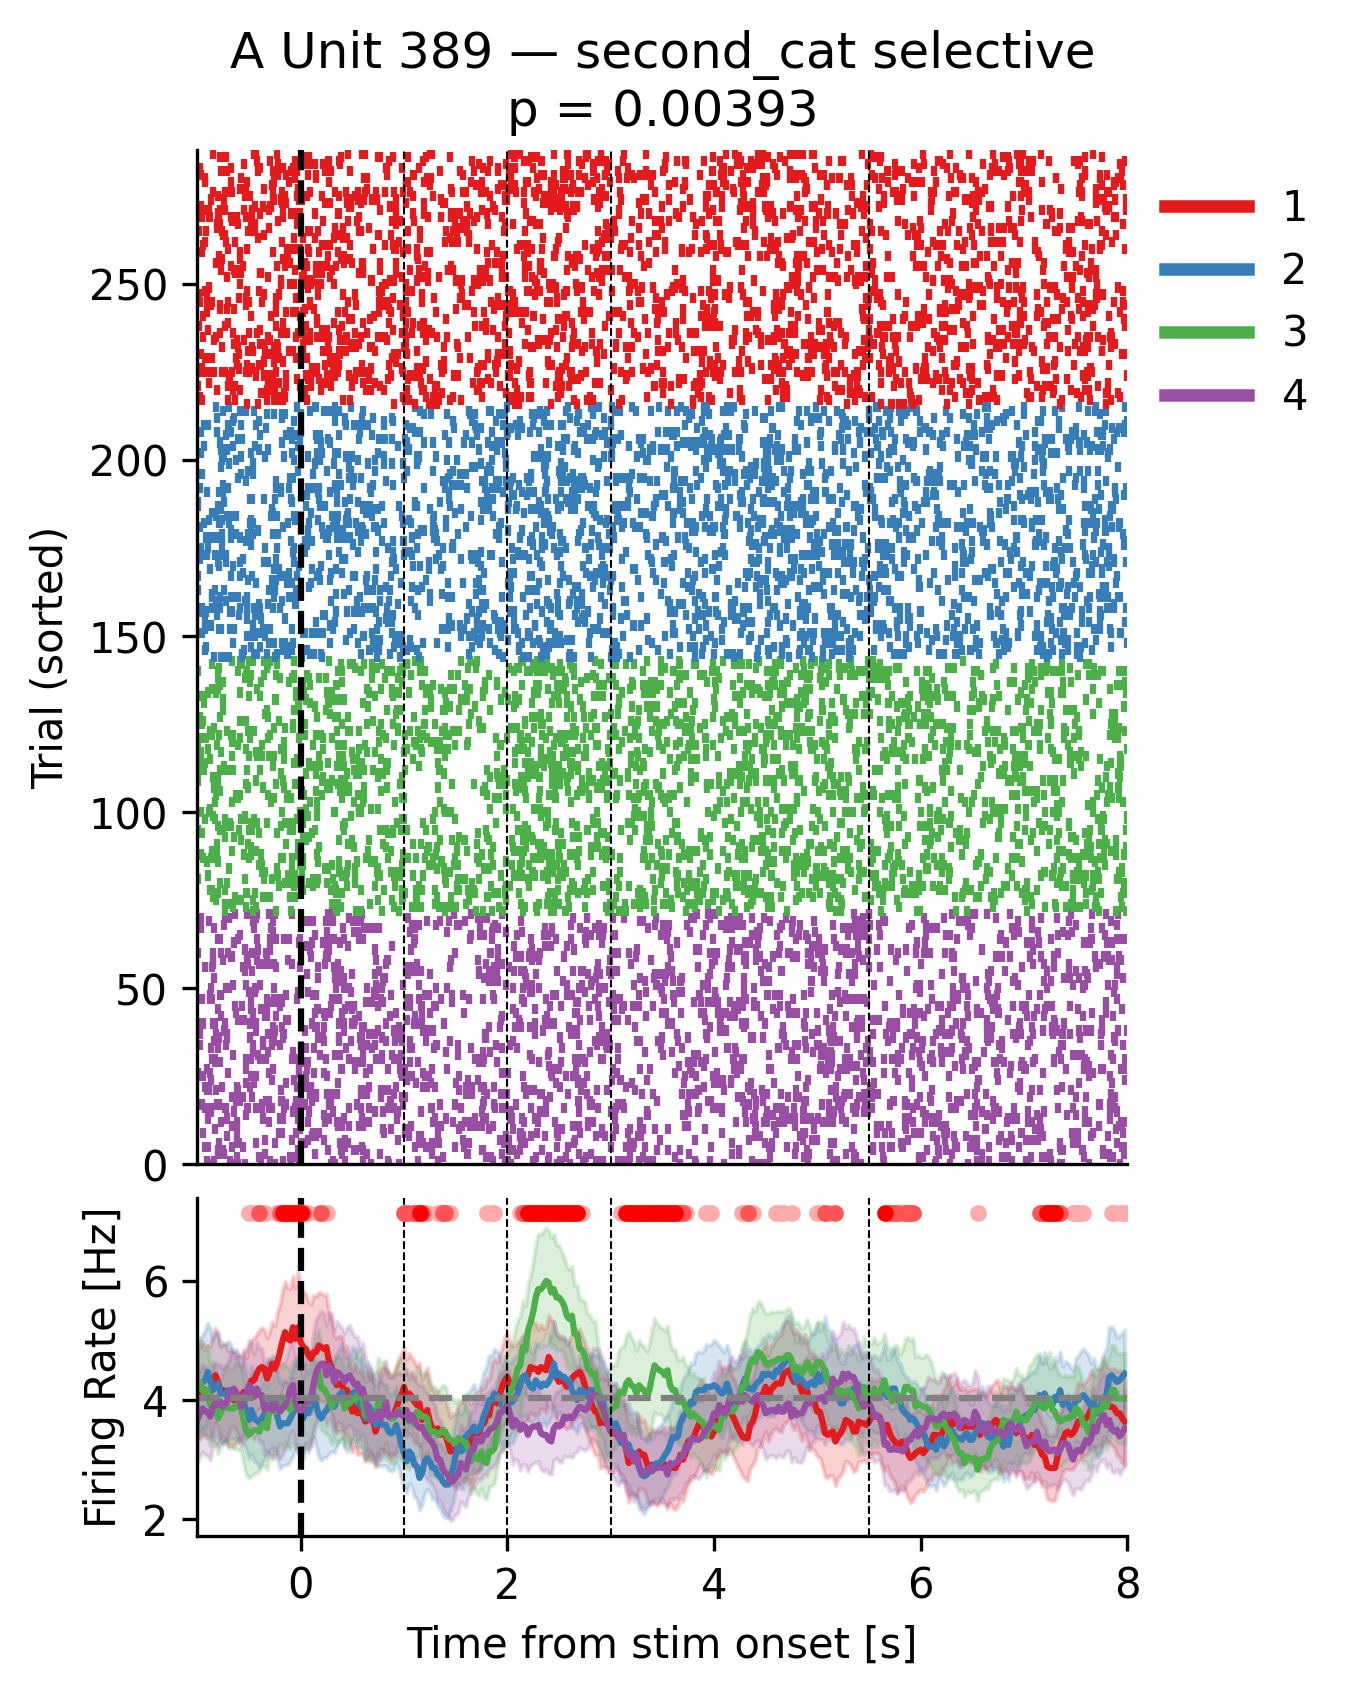 A Unit 389 — second_cat selective
p = 0.00393
1
2
3
4
250
200
150
100
50
0
Trial (sorted)
6
4
2
Firing Rate [Hz]
0 2 4 6 8
Time from stim onset [s]